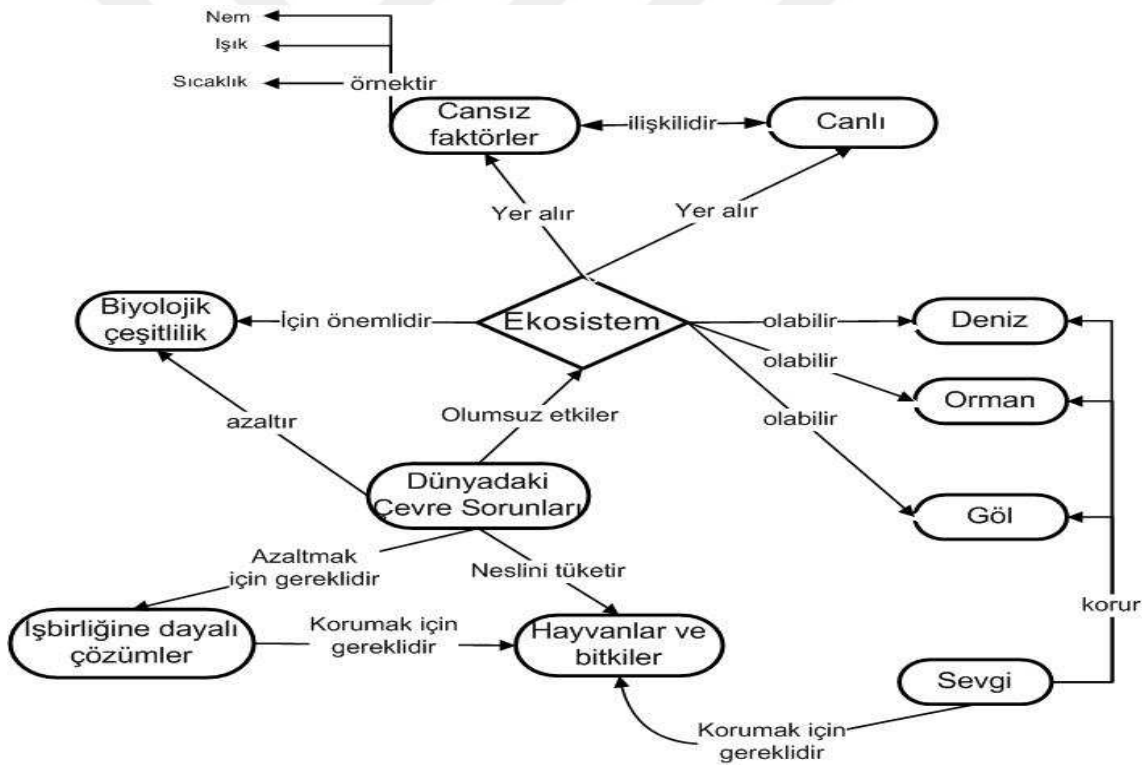 Nem
Işık
Sıcaklık
örnektir
Cansız
faktörler
ilişkilidir
Canlı
Yer alır
Yer alır
Biyolojik
çeşitlilik
İçin önemlidir
Ekosistem
olabilir
Deniz
olabilir
Orman
azaltır
Olumsuz etkiler
olabilir
Dünyadaki
Çevre Sorunları
Göl
Azaltmak
için gereklidir
Neslini tüketir
korur
İşbirliğine dayalı
çözümler
Korumak için
gereklidir
Hayvanlar ve
bitkiler
Sevgi
Korumak için
gereklidir